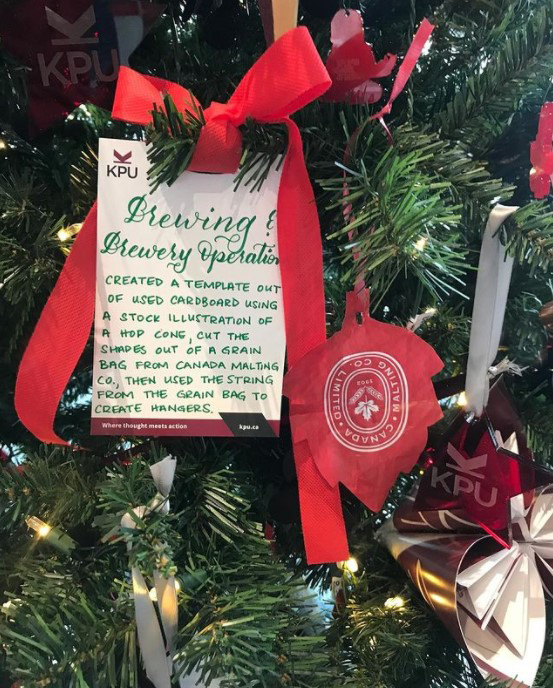 KPU
KPU
Brewing &
Brewery Operation
CREATED A TEMPLATE OUT
OF USED CARDBOARD USING
A STOCK ILLUSTRATION OF
A HOP CONE, CUT THE
SHAPES OUT OF A GRAIN
BAG FROM CANADA MALTING
CO., THEN USED THE STRING
FROM THE GRAIN BAG TO
CREATE HANGERS.
Where thought meets action kpu.ca
CANADA MALTING CO. LIMITED
KPU